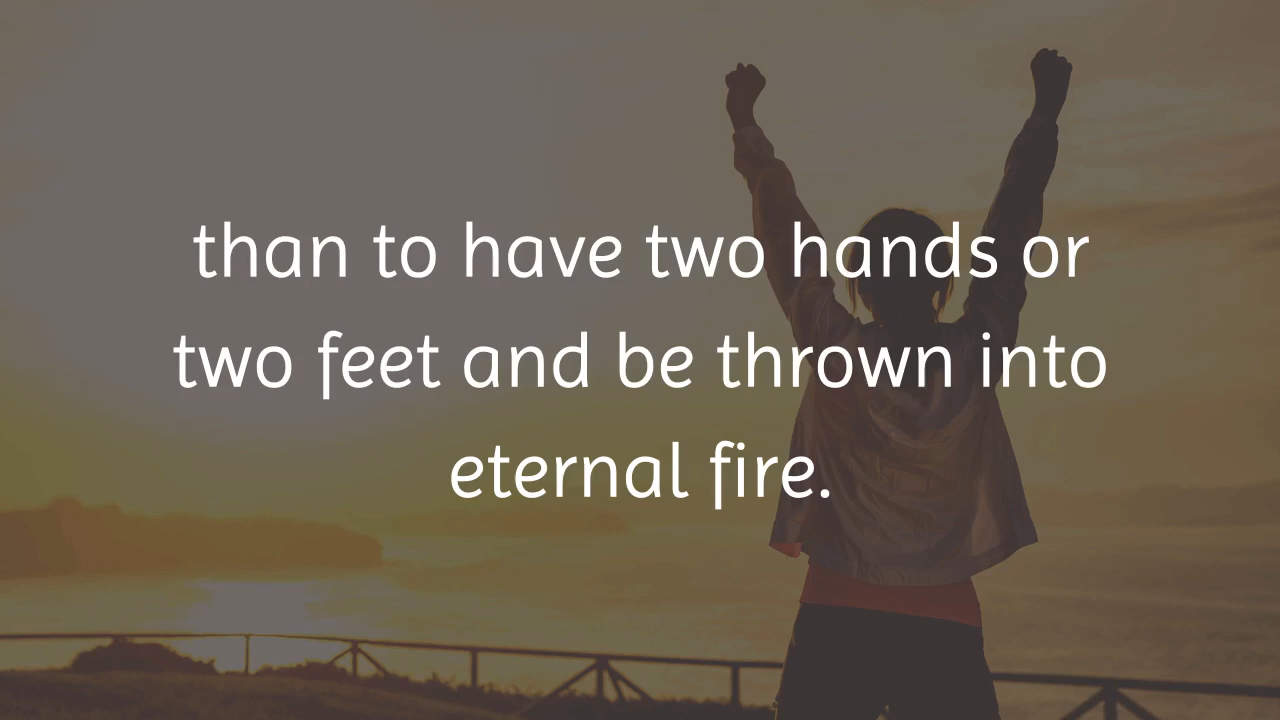 than to have two hands or
two feet and be thrown into
eternal fire.